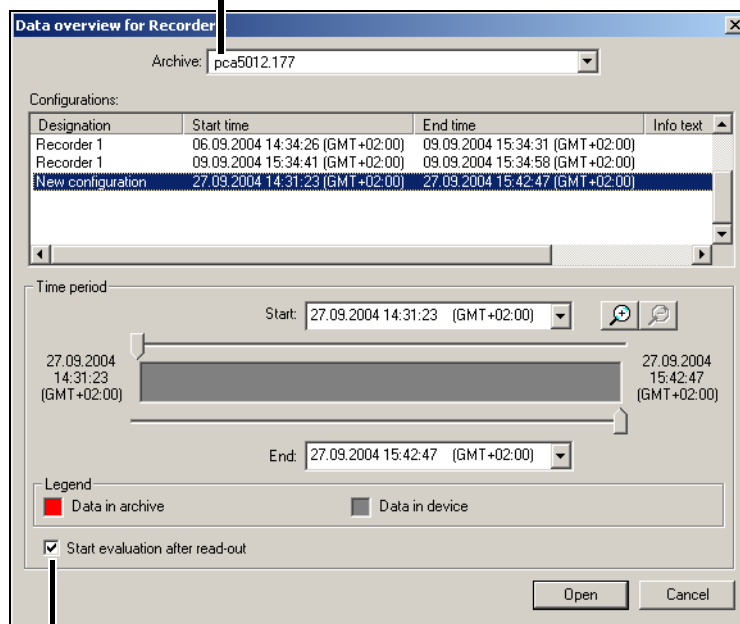 Data overview for Recorder
Archive: pca5012.177
Configurations:
Designation Start time End time Info text
Recorder 1 06.09.2004 14:34:26 (GMT+02:00) 09.09.2004 15:34:31 (GMT+02:00)
Recorder 1 09.09.2004 15:34:41 (GMT+02:00) 09.09.2004 15:34:58 (GMT+02:00)
New configuration 27.09.2004 14:31:23 (GMT+02:00) 27.09.2004 15:42:47 (GMT+02:00)
Time period
Start: 27.09.2004 14:31:23 (GMT+02:00)
27.09.2004
14:31:23
(GMT+02:00)
27.09.2004
15:42:47
(GMT+02:00)
End: 27.09.2004 15:42:47 (GMT+02:00)
Legend
Data in archive Data in device
Start evaluation after read-out
Open Cancel